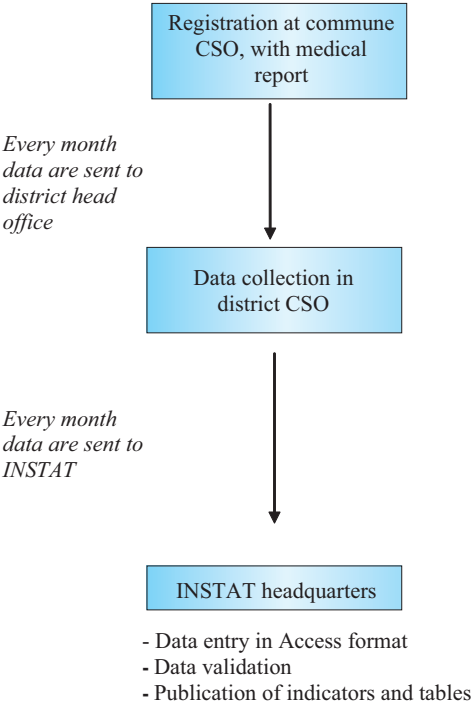 Registration at commune
CSO, with medical
report
Every month
data are sent to
district head
office
Data collection in
district CSO
Every month
data are sent to
INSTAT
INSTAT headquarters
- Data entry in Access format
- Data validation
- Publication of indicators and tables